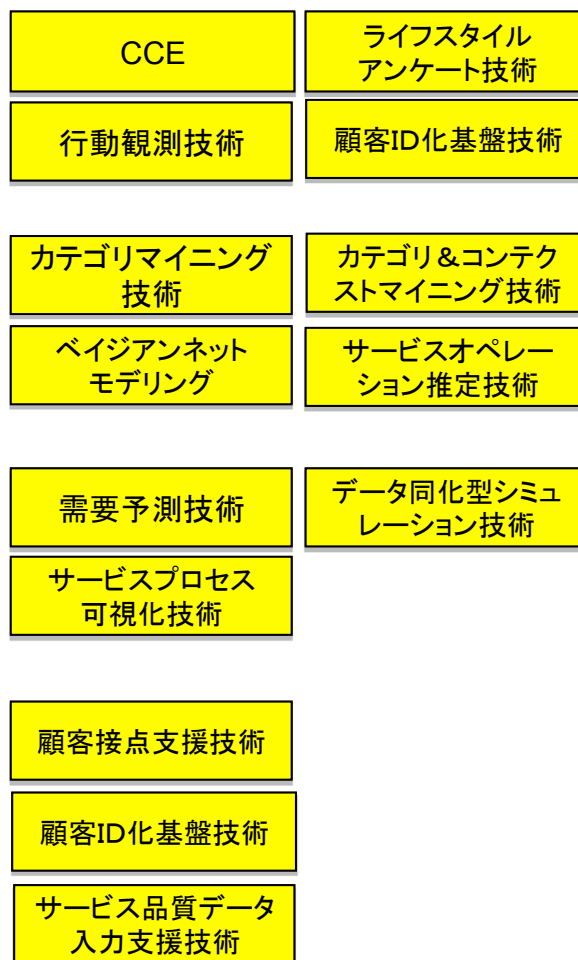 CCE
ライフスタイル
アンケート技術
行動観測技術
顧客ID化基盤技術
カテゴリマイニング
技術
カテゴリ＆コンテク
ストマイニング技術
ベイジアンネット
モデリング
サービスオペレー
ション推定技術
需要予測技術
データ同化型シミュ
レーション技術
サービスプロセス
可視化技術
顧客接点支援技術
顧客ID化基盤技術
サービス品質データ
入力支援技術